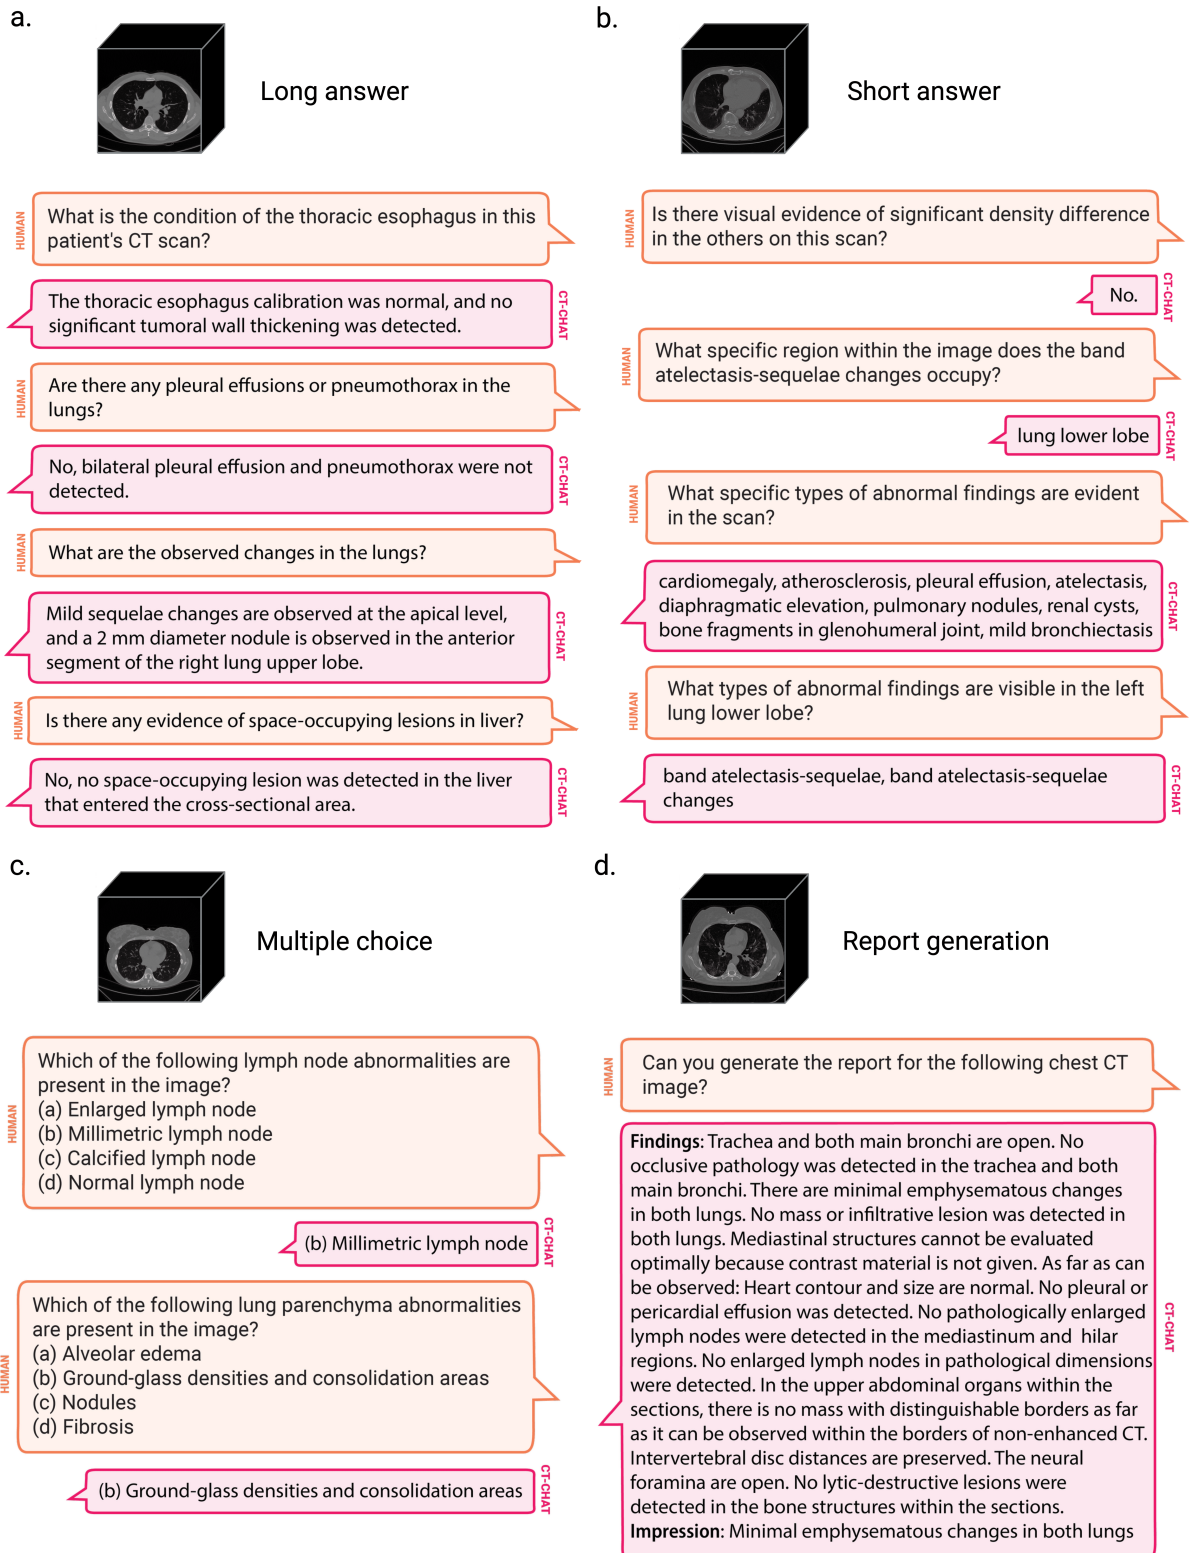 a.
Long answer
HUMAN
What is the condition of the thoracic esophagus in this
patient's CT scan?
CT-CHAT
The thoracic esophagus calibration was normal, and no
significant tumoral wall thickening was detected.
HUMAN
Are there any pleural effusions or pneumothorax in the
lungs?
CT-CHAT
No, bilateral pleural effusion and pneumothorax were not
detected.
HUMAN
What are the observed changes in the lungs?
CT-CHAT
Mild sequelae changes are observed at the apical level,
and a 2 mm diameter nodule is observed in the anterior
segment of the right lung upper lobe.
HUMAN
Is there any evidence of space-occupying lesions in liver?
CT-CHAT
No, no space-occupying lesion was detected in the liver
that entered the cross-sectional area.
b.
Short answer
HUMAN
Is there visual evidence of significant density difference
in the others on this scan?
CT-CHAT
No.
HUMAN
What specific region within the image does the band
atelectasis-sequelae changes occupy?
CT-CHAT
lung lower lobe
HUMAN
What specific types of abnormal findings are evident
in the scan?
CT-CHAT
cardiomegaly, atherosclerosis, pleural effusion, atelectasis,
diaphragmatic elevation, pulmonary nodules, renal cysts,
bone fragments in glenohumeral joint, mild bronchiectasis
HUMAN
What types of abnormal findings are visible in the left
lung lower lobe?
CT-CHAT
band atelectasis-sequelae, band atelectasis-sequelae
changes
c.
Multiple choice
HUMAN
Which of the following lymph node abnormalities are
present in the image?
(a) Enlarged lymph node
(b) Millimetric lymph node
(c) Calcified lymph node
(d) Normal lymph node
CT-CHAT
(b) Millimetric lymph node
HUMAN
Which of the following lung parenchyma abnormalities
are present in the image?
(a) Alveolar edema
(b) Ground-glass densities and consolidation areas
(c) Nodules
(d) Fibrosis
CT-CHAT
(b) Ground-glass densities and consolidation areas
d.
Report generation
HUMAN
Can you generate the report for the following chest CT
image?
CT-CHAT
Findings: Trachea and both main bronchi are open. No
occlusive pathology was detected in the trachea and both
main bronchi. There are minimal emphysematous changes
in both lungs. No mass or infiltrative lesion was detected in
both lungs. Mediastinal structures cannot be evaluated
optimally because contrast material is not given. As far as can
be observed: Heart contour and size are normal. No pleural or
pericardial effusion was detected. No pathologically enlarged
lymph nodes were detected in the mediastinum and hilar
regions. No enlarged lymph nodes in pathological dimensions
were detected. In the upper abdominal organs within the
sections, there is no mass with distinguishable borders as far
as it can be observed within the borders of non-enhanced CT.
Intervertebral disc distances are preserved. The neural
foramina are open. No lytic-destructive lesions were
detected in the bone structures within the sections.
Impression: Minimal emphysematous changes in both lungs